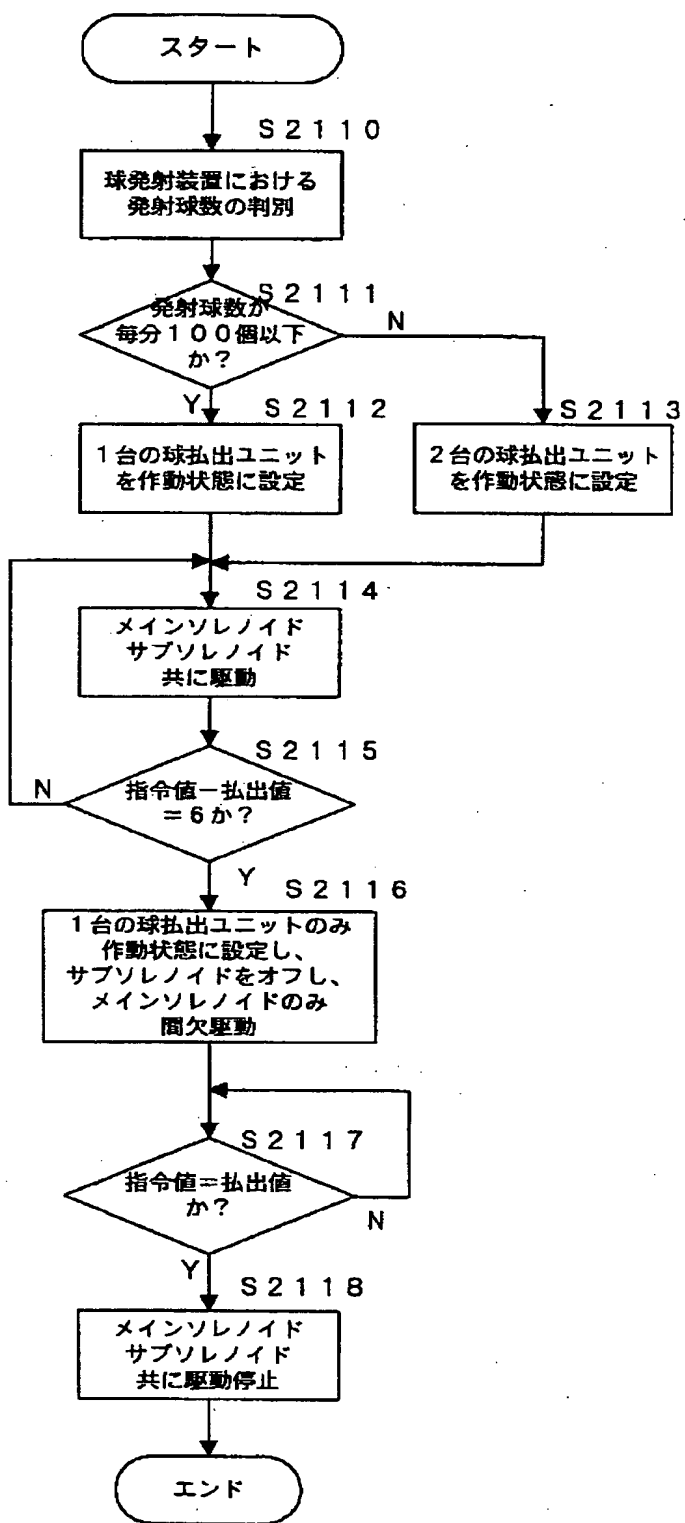 スタート
S2110
球発射装置における
発射球数の判別
S2111
発射球数が
毎分100個以下
か?
N
Y
S2112
1台の球払出ユニット
を作動状態に設定
S2113
2台の球払出ユニット
を作動状態に設定
S2114
メインソレノイド
サブソレノイド
共に駆動
S2115
指令値-払出値
=6か?
N
Y
S2116
1台の球払出ユニットのみ
作動状態に設定し、
サブソレノイドをオフし、
メインソレノイドのみ
間欠駆動
S2117
指令値=払出値
か?
N
Y
S2118
メインソレノイド
サブソレノイド
共に駆動停止
エンド